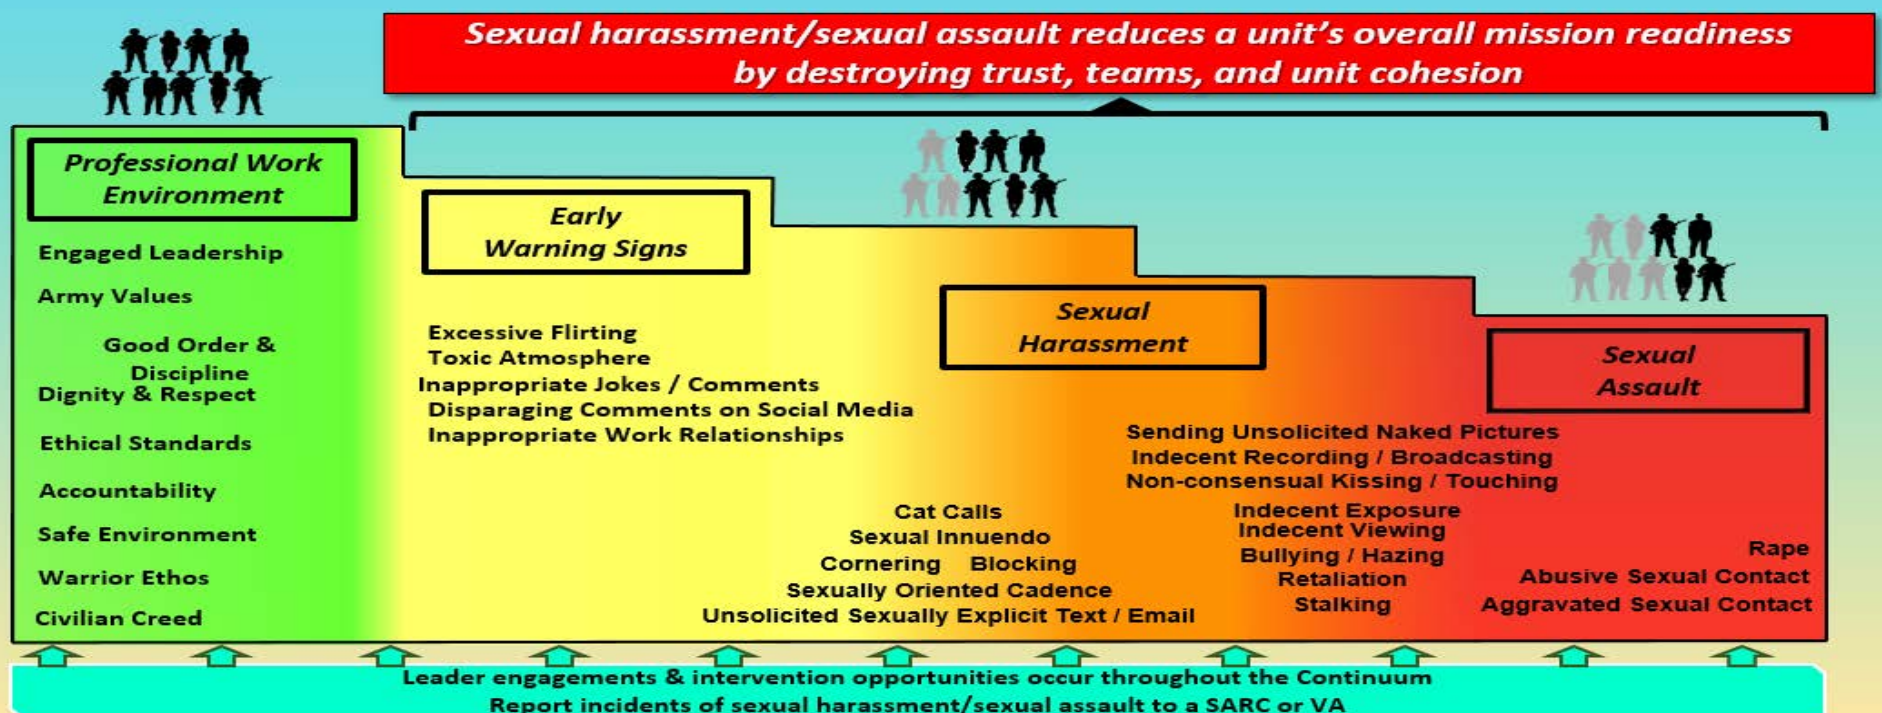 Sexual harassment/sexual assault reduces a unit's overall mission readiness
by destroying trust, teams, and unit cohesion
Professional Work
Environment
Engaged Leadership
Army Values
Good Order &
Discipline
Dignity & Respect
Ethical Standards
Accountability
Safe Environment
Warrior Ethos
Civilian Creed
Early
Warning Signs
Excessive Flirting
Toxic Atmosphere
Inappropriate Jokes / Comments
Disparaging Comments on Social Media
Inappropriate Work Relationships
Sexual
Harassment
Cat Calls
Sexual Innuendo
Cornering Blocking
Sexually Oriented Cadence
Unsolicited Sexually Explicit Text / Email
Sending Unsolicited Naked Pictures
Indecent Recording / Broadcasting
Non-consensual Kissing / Touching
Indecent Exposure
Indecent Viewing
Bullying / Hazing
Retaliation
Stalking
Sexual
Assault
Rape
Abusive Sexual Contact
Aggravated Sexual Contact
Leader engagements & intervention opportunities occur throughout the Continuum
Report incidents of sexual harassment/sexual assault to a SARC or VA